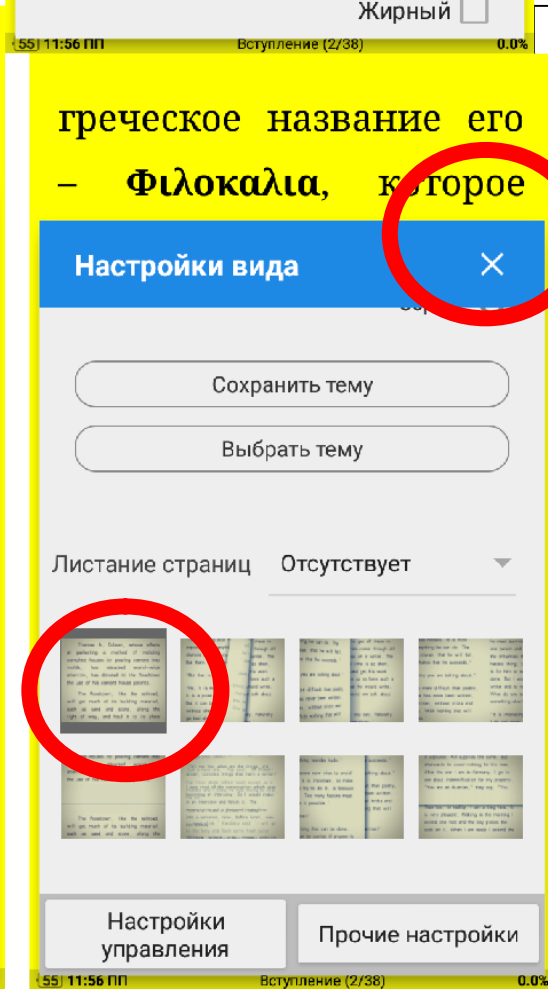 Жирный
55 11:56 ПП Вступление (2/38) 0.0%
греческое название его
– Φιλοκαλια, которое
Настройки вида
Сохранить тему
Выбрать тему
Листание страниц Отсутствует
Настройки управления
Прочие настройки
55 11:56 ПП Вступление (2/38) 0.0%